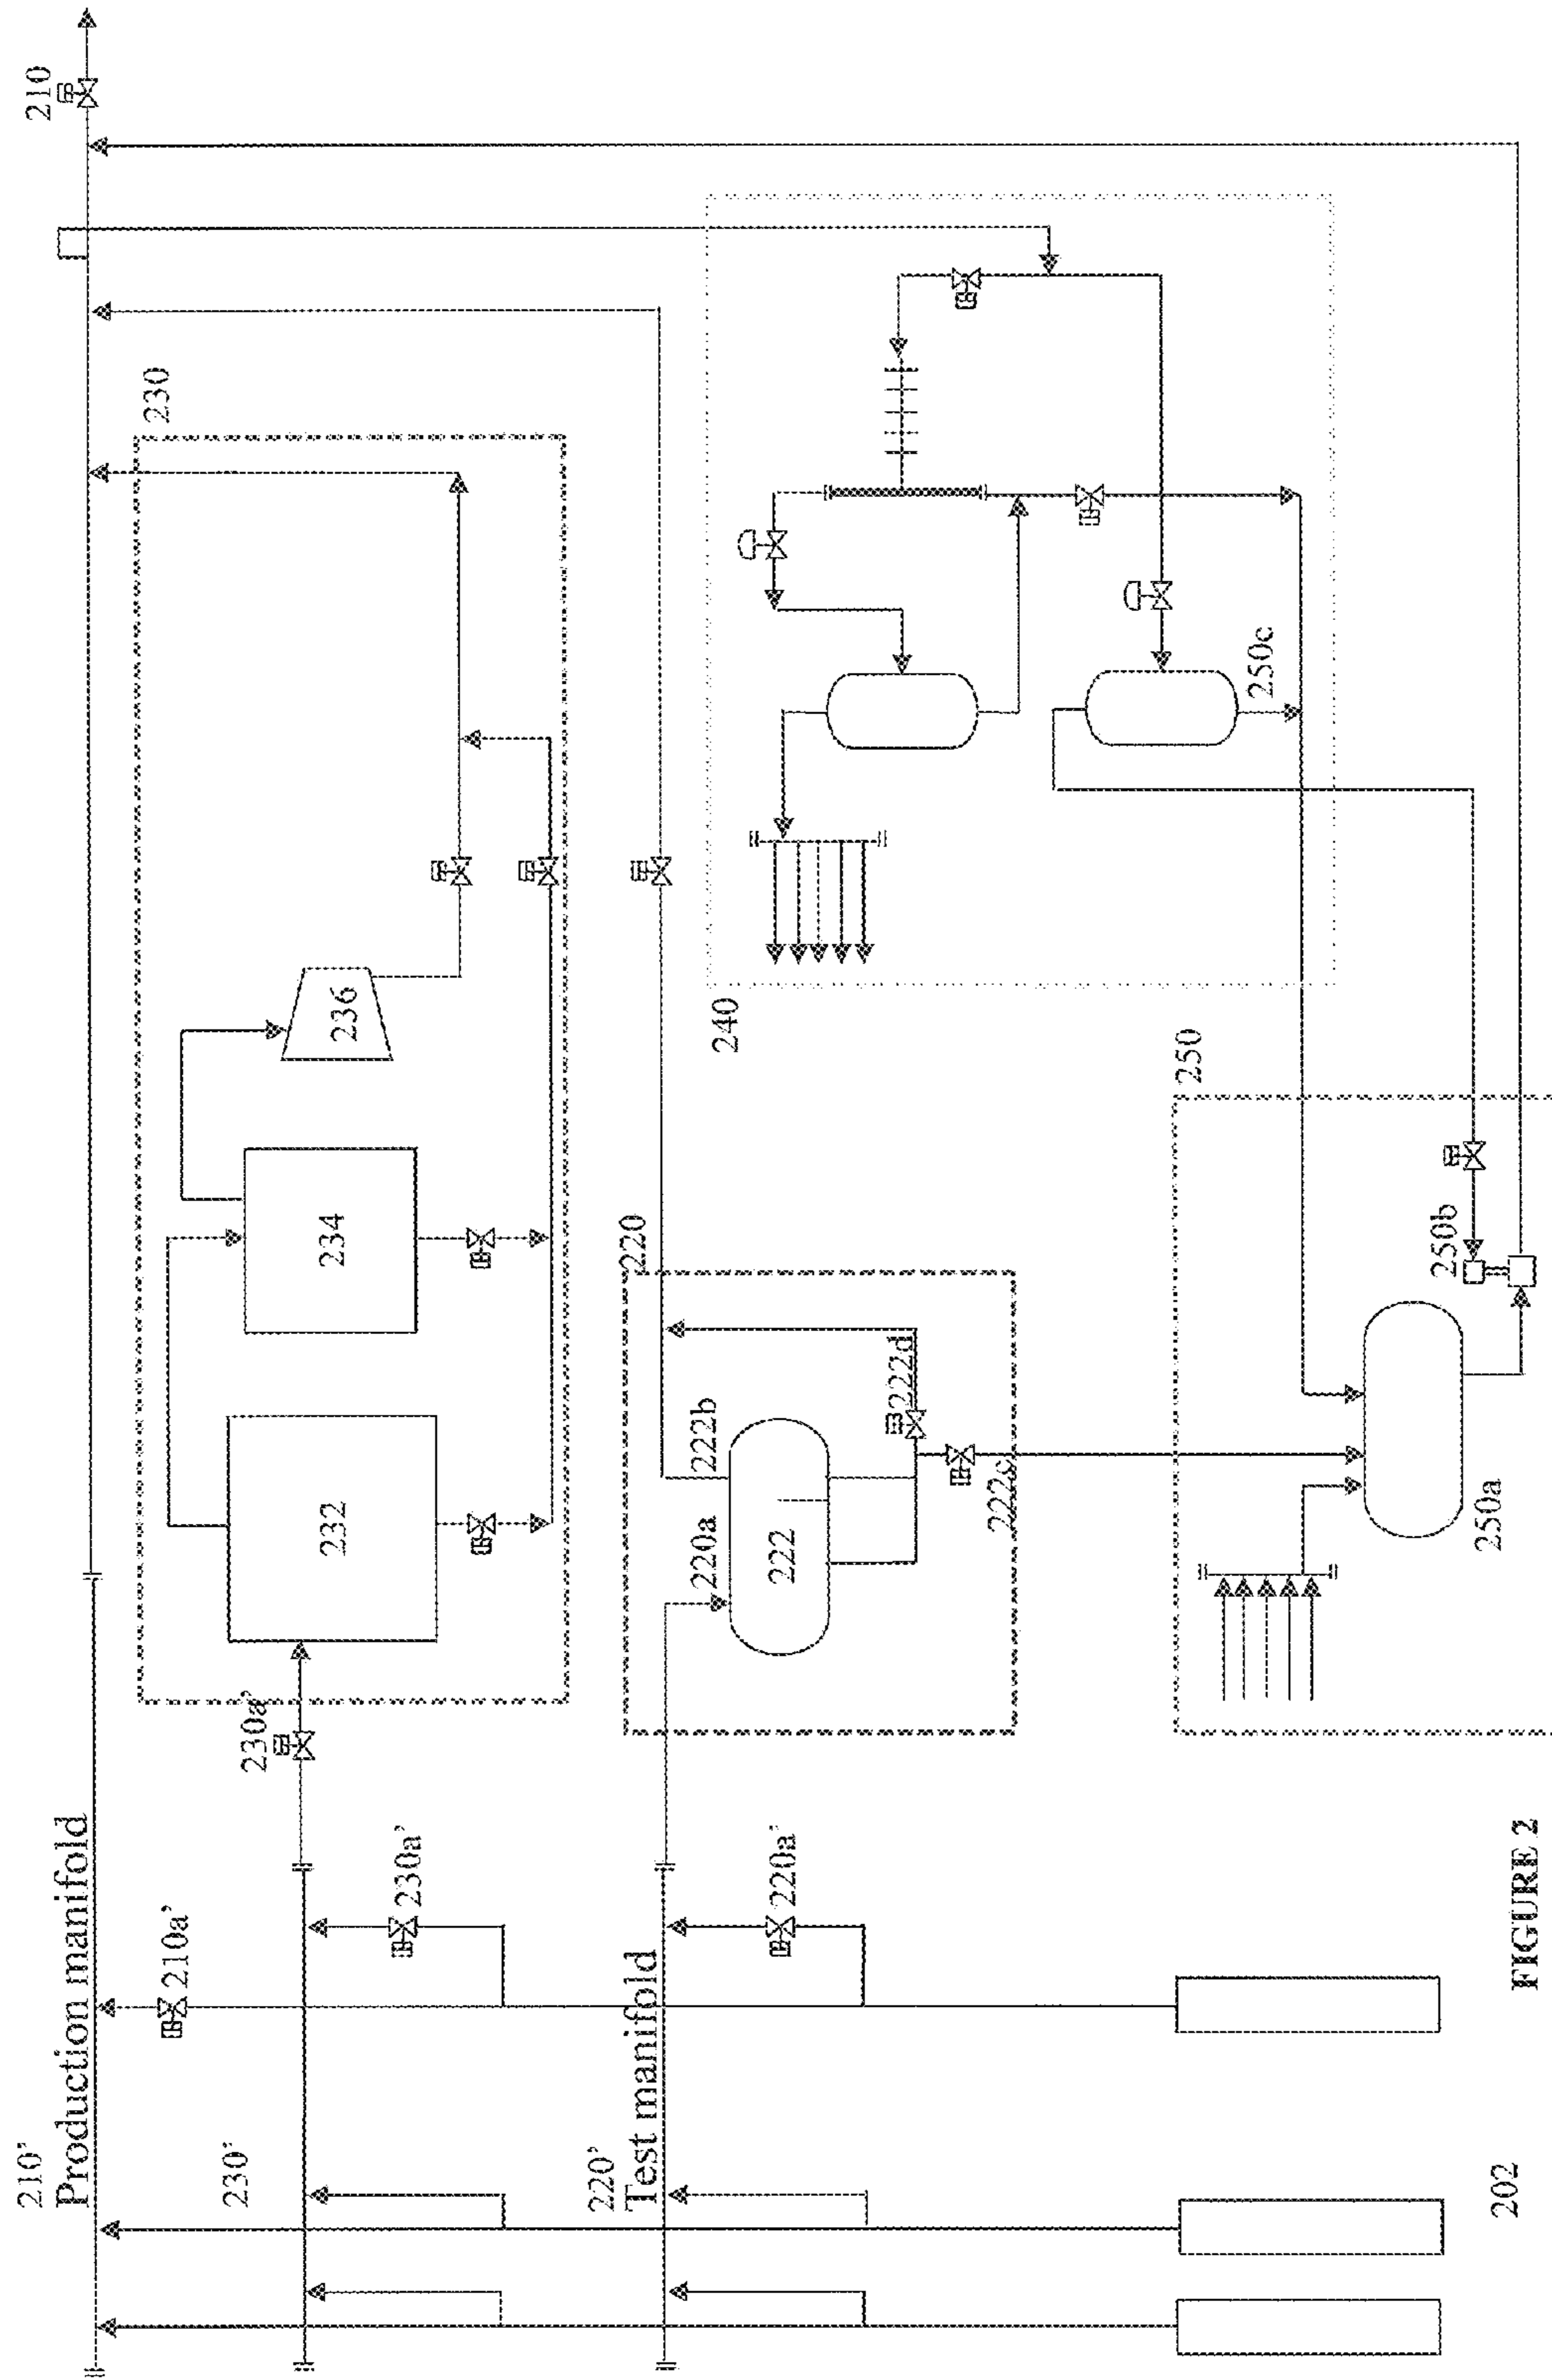 210'
Production manifold
210
210a'
230'
230a'
230a'
230
232
234
236
220'
Test manifold
220a'
220
220a
222
222b
222d
222c
240
250
250a
250b
250c
202
FIGURE 2